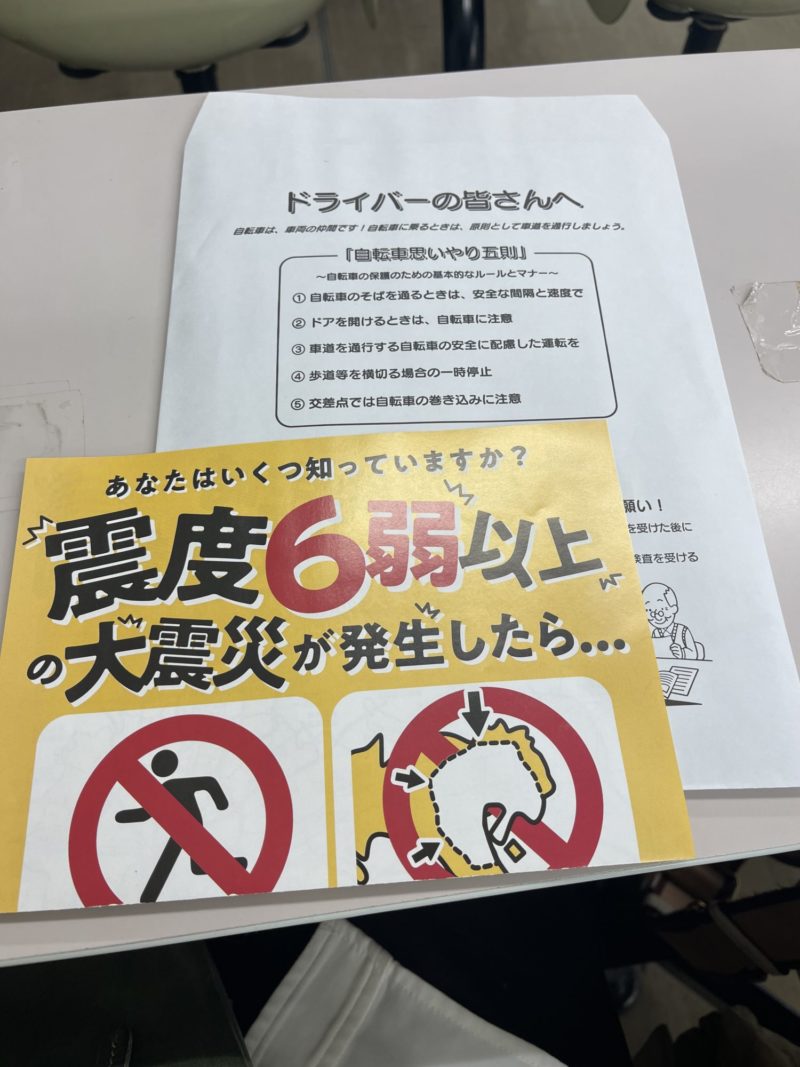 ドライバーの皆さんへ
自転車は、車両の仲間です！自転車に乗るときは、原則として車道を通行しましょう。
「自転車思いやり五則」
～自転車の保護のための基本的なルールとマナー～
① 自転車のそばを通るときは、安全な間隔と速度で
② ドアを開けるときは、自転車に注意
③ 車道を通行する自転車の安全に配慮した運転を
④ 歩道等を横切る場合の一時停止
⑤ 交差点では自転車の巻き込みに注意
願い！
を受けた後に
検査を受ける
あなたはいくつ知っていますか？
震度6弱以上
の大震災が発生したら…